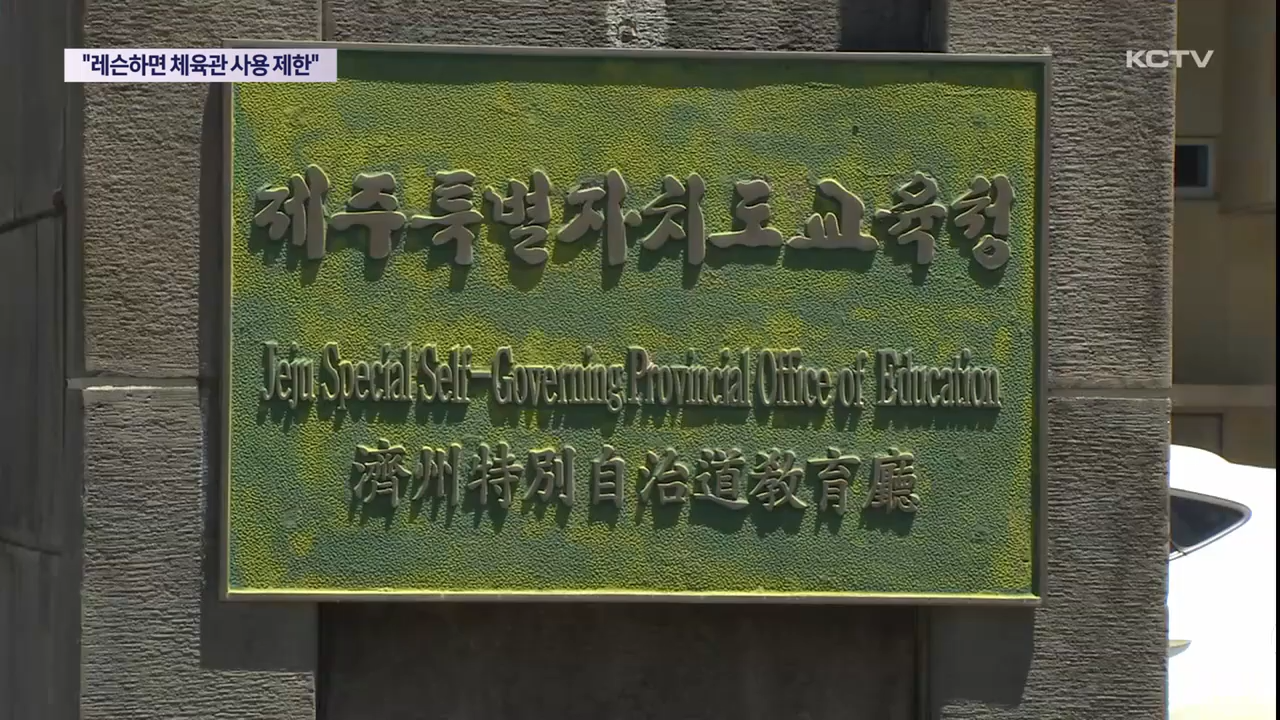 "레슨하면 체육관 사용 제한"
KCTV
제주특별자치도교육청
Jeju Special Self-Governing Provincial Office of Education
濟州特別自治道教育廳